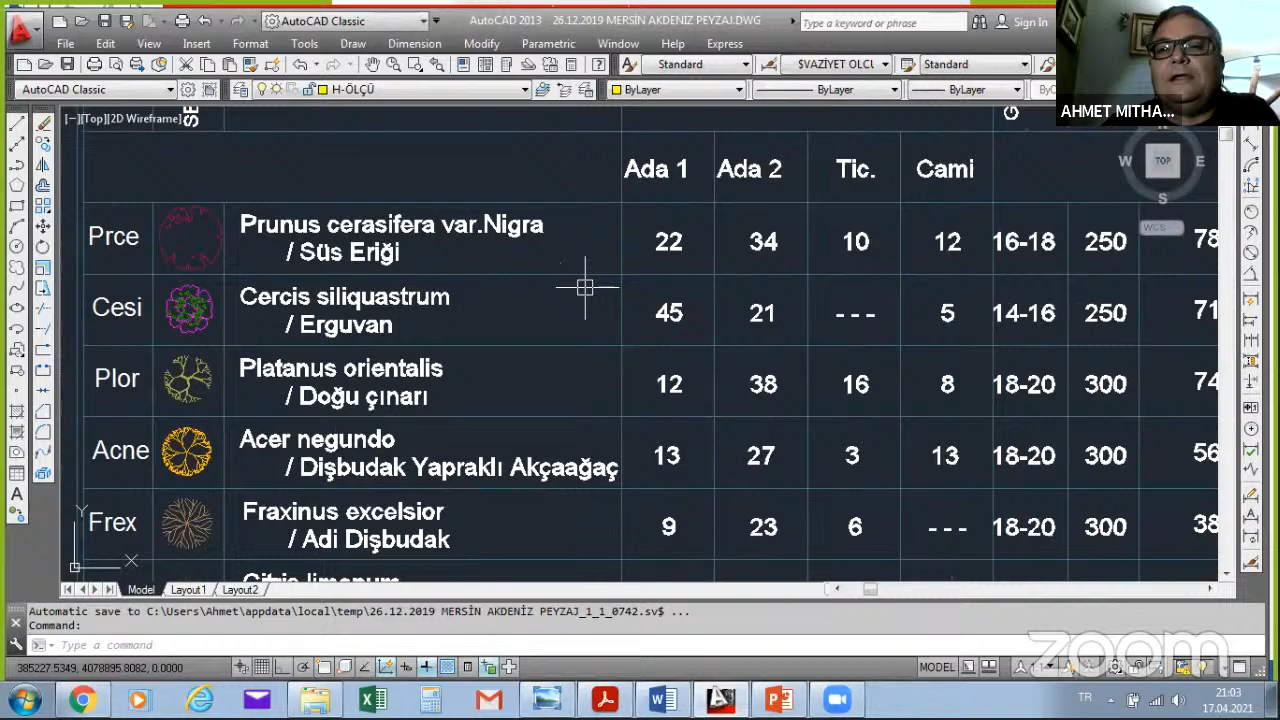 AutoCAD Classic
AutoCAD 2013 26.12.2019 MERSİN AKDENİZ PEYZAJ.DWG
Type a keyword or phrase
Sign In
File Edit View Insert Format Tools Draw Dimension Modify Parametric Window Help Express
Standard $VAZİYET OLCU Standard
AutoCAD Classic H-ÖLÇÜ ByLayer ByLayer ByLayer
AHMET MITHA...
[−][Top][2D Wireframe]
W TOP E
S
WCS
Ada 1 Ada 2 Tic. Cami
Prce Prunus cerasifera var.Nigra
/ Süs Eriği 22 34 10 12 16-18 250 78
Cesi Cercis siliquastrum
/ Erguvan 45 21 --- 5 14-16 250 71
Plor Platanus orientalis
/ Doğu çınarı 12 38 16 8 18-20 300 74
Acne Acer negundo
/ Dişbudak Yapraklı Akçaağaç 13 27 3 13 18-20 300 56
Frex Fraxinus excelsior
/ Adi Dişbudak 9 23 6 --- 18-20 300 38
Y
X
Model Layout1 Layout2
Automatic save to C:\Users\Ahmet\appdata\local\temp\26.12.2019 MERSİN AKDENİZ PEYZAJ_1_1_0742.sv$ ...
Command:
Type a command
385227.5349, 4078895.8082, 0.0000
MODEL
zoom
TR
21:03
17.04.2021